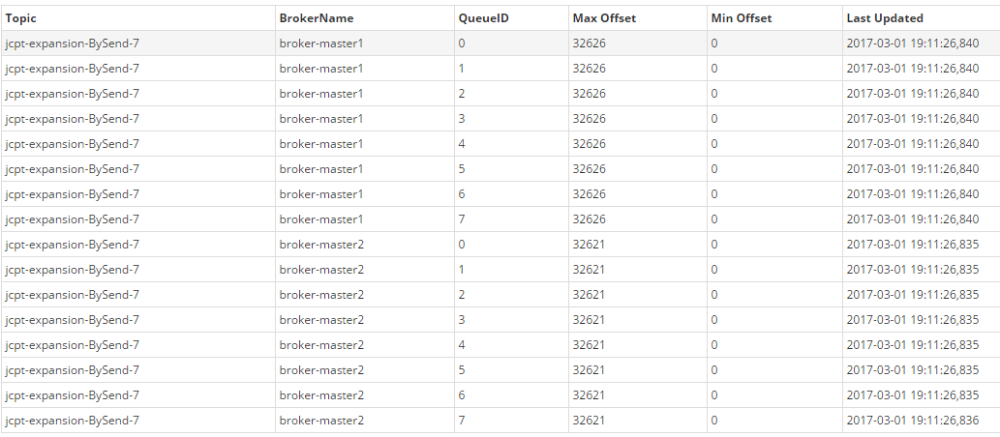 Topic BrokerName QueueID Max Offset Min Offset Last Updated
jcpt-expansion-BySend-7 broker-master1 0 32626 0 2017-03-01 19:11:26,840
jcpt-expansion-BySend-7 broker-master1 1 32626 0 2017-03-01 19:11:26,840
jcpt-expansion-BySend-7 broker-master1 2 32626 0 2017-03-01 19:11:26,840
jcpt-expansion-BySend-7 broker-master1 3 32626 0 2017-03-01 19:11:26,840
jcpt-expansion-BySend-7 broker-master1 4 32626 0 2017-03-01 19:11:26,840
jcpt-expansion-BySend-7 broker-master1 5 32626 0 2017-03-01 19:11:26,840
jcpt-expansion-BySend-7 broker-master1 6 32626 0 2017-03-01 19:11:26,840
jcpt-expansion-BySend-7 broker-master1 7 32626 0 2017-03-01 19:11:26,840
jcpt-expansion-BySend-7 broker-master2 0 32621 0 2017-03-01 19:11:26,835
jcpt-expansion-BySend-7 broker-master2 1 32621 0 2017-03-01 19:11:26,835
jcpt-expansion-BySend-7 broker-master2 2 32621 0 2017-03-01 19:11:26,835
jcpt-expansion-BySend-7 broker-master2 3 32621 0 2017-03-01 19:11:26,835
jcpt-expansion-BySend-7 broker-master2 4 32621 0 2017-03-01 19:11:26,835
jcpt-expansion-BySend-7 broker-master2 5 32621 0 2017-03-01 19:11:26,835
jcpt-expansion-BySend-7 broker-master2 6 32621 0 2017-03-01 19:11:26,835
jcpt-expansion-BySend-7 broker-master2 7 32621 0 2017-03-01 19:11:26,836